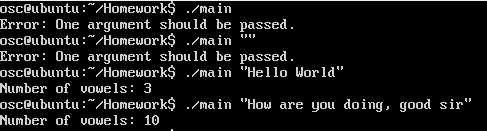 osc@ubuntu:~/Homework$ ./main
Error: One argument should be passed.
osc@ubuntu:~/Homework$ ./main ""
Error: One argument should be passed.
osc@ubuntu:~/Homework$ ./main "Hello World"
Number of vowels: 3
osc@ubuntu:~/Homework$ ./main "How are you doing, good sir"
Number of vowels: 10